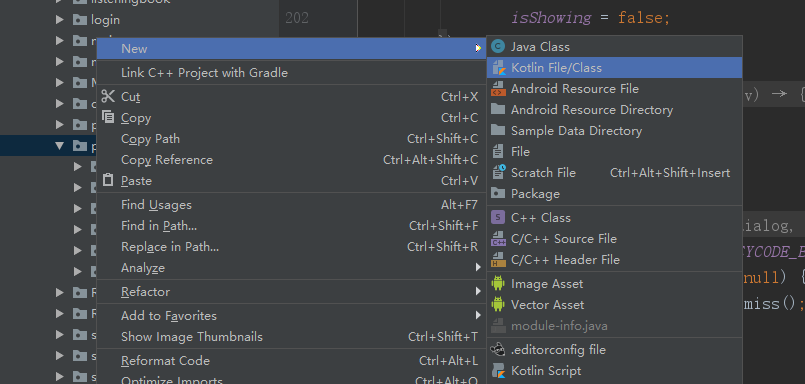 listeningbook
login
202
isShowing = false;
New
Java Class
Link C++ Project with Gradle
Kotlin File/Class
Cut Ctrl+X
Android Resource File
v) → {
Copy Ctrl+C
Android Resource Directory
Copy Path Ctrl+Shift+C
Sample Data Directory
Copy Reference Ctrl+Alt+Shift+C
File
Paste Ctrl+V
Scratch File Ctrl+Alt+Shift+Insert
Package
Find Usages Alt+F7
C++ Class
Find in Path... Ctrl+Shift+F
ialog,
C/C++ Source File
Replace in Path... Ctrl+Shift+R
YCODE_B
C/C++ Header File
Analyze
null) {
Refactor
Image Asset
miss();
Add to Favorites
Vector Asset
Show Image Thumbnails Ctrl+Shift+T
module-info.java
Reformat Code Ctrl+Alt+L
.editorconfig file
Optimize Imports Ctrl+Alt+O
Kotlin Script